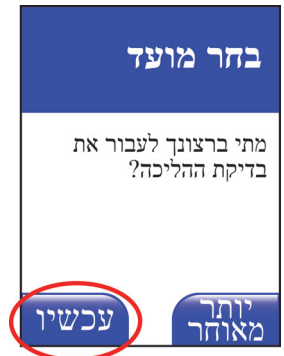 בחר מועד
מתי ברצונך לעבור את
בדיקת ההליכה?
יותר
מאוחר
עכשיו